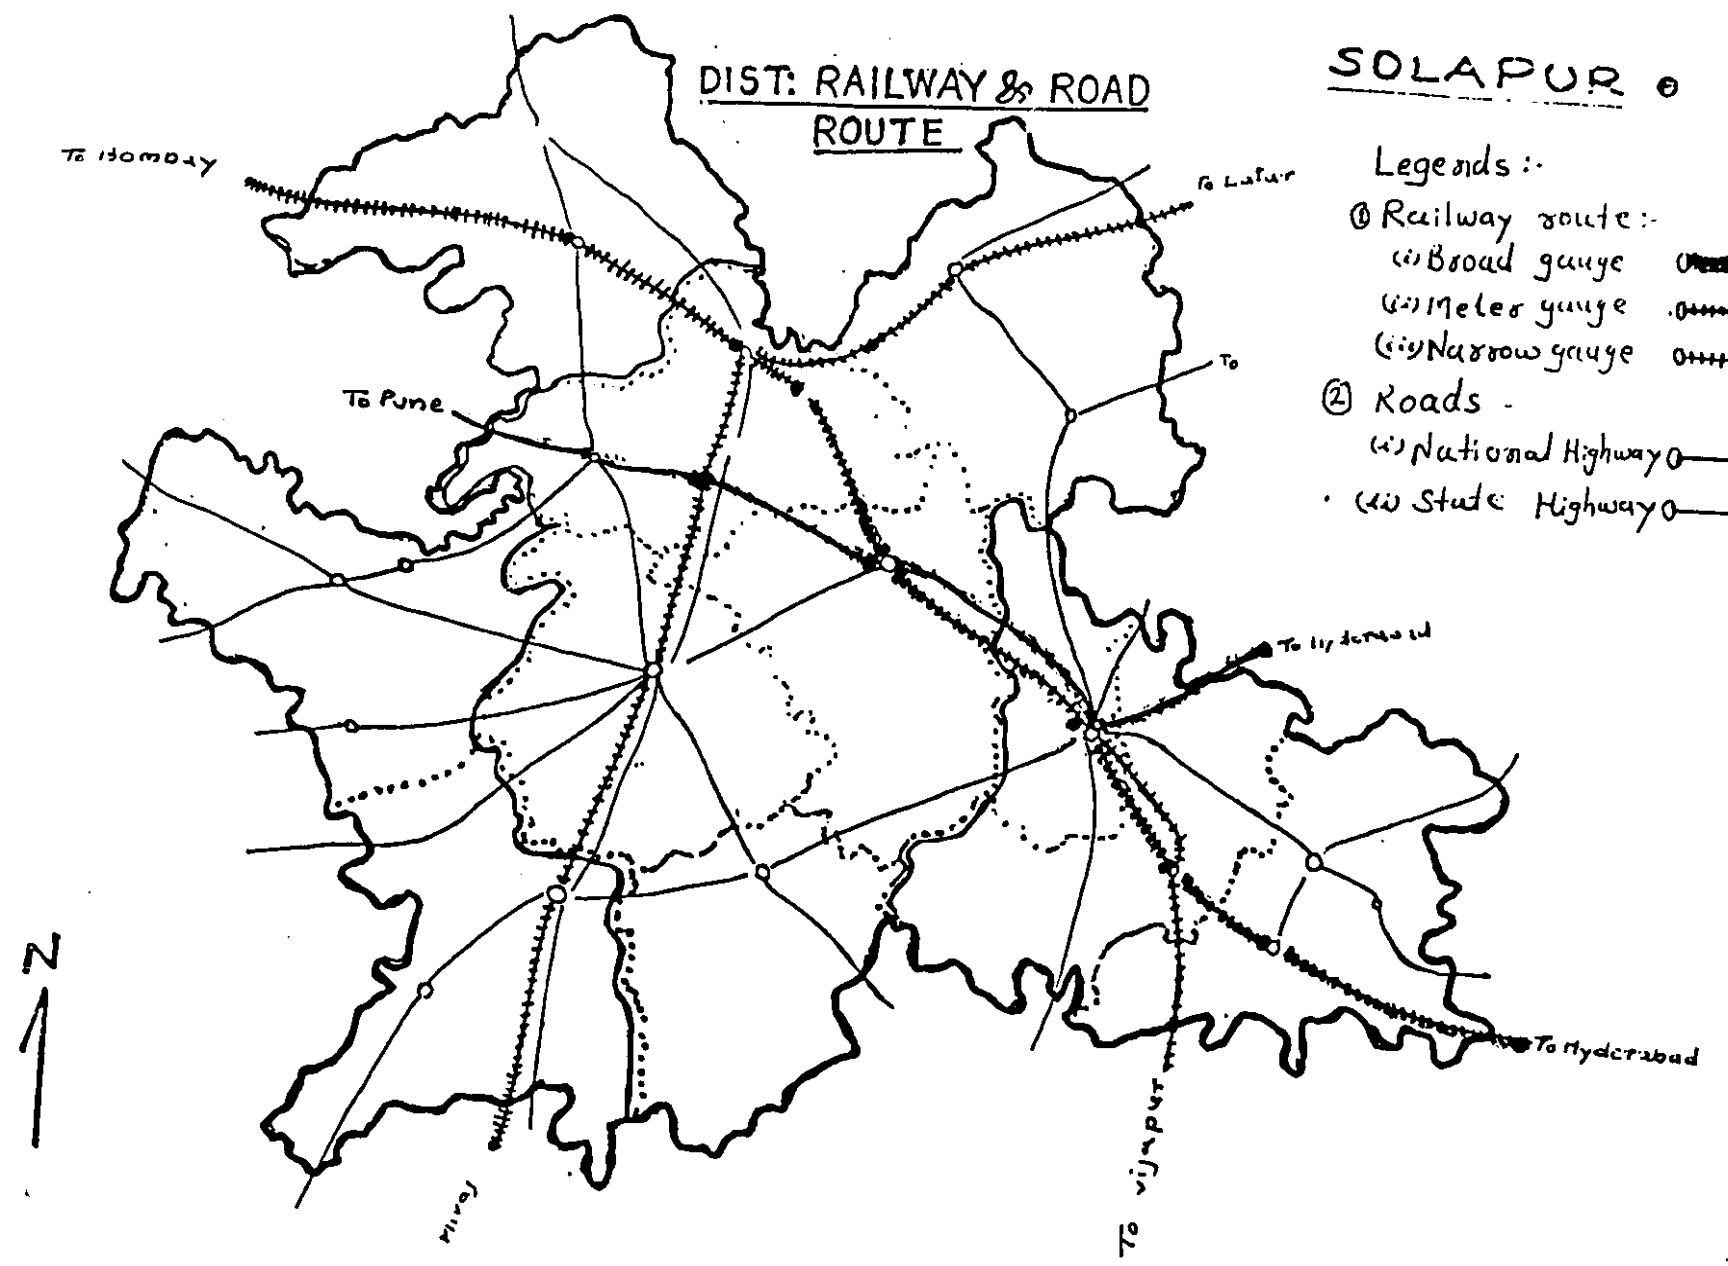 DIST: RAILWAY & ROAD
ROUTE
SOLAPUR
Legends :-
① Railway route:-
(i) Broad gauge
(ii) Meter gauge
(iii) Narrow gauge
② Roads -
(i) National Highway
(ii) State Highway
To Bombay
To Latur
To Pune
To
To Hyderabad
N
To Hyderabad
Miraj
To vijapur